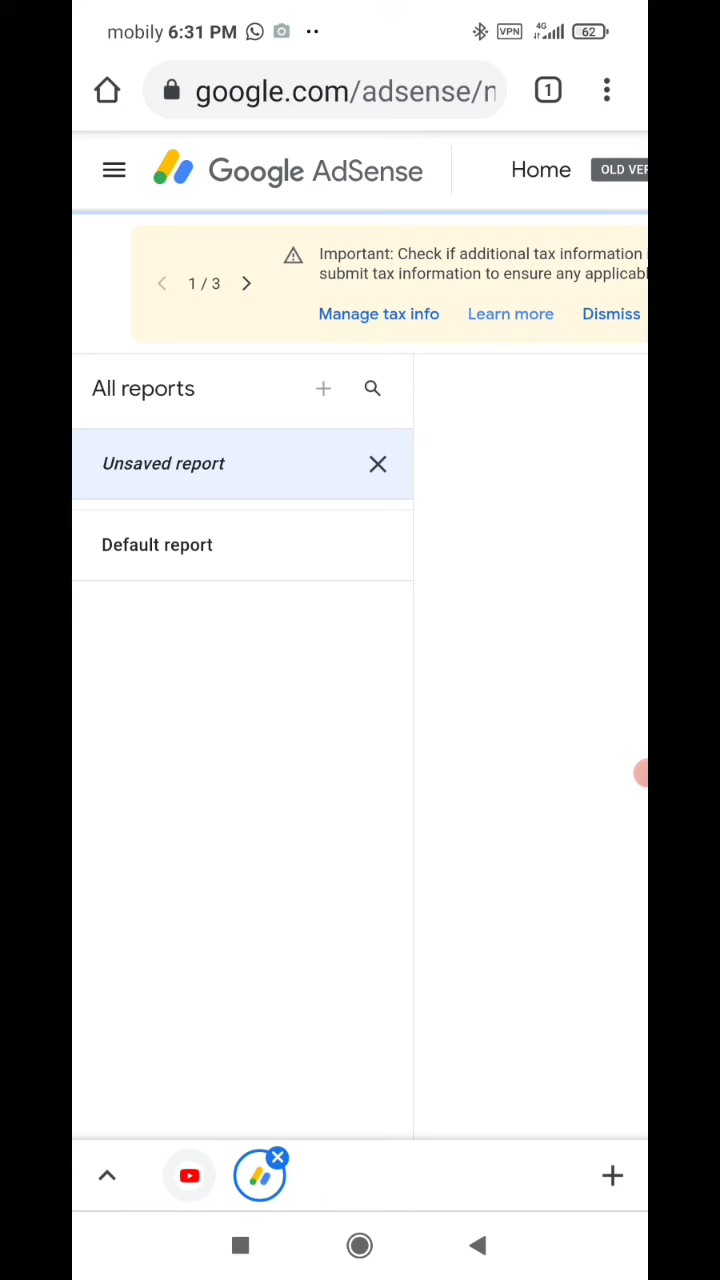 mobily 6:31 PM VPN 4G 62
google.com/adsense/n 1
Google AdSense Home OLD VER
Important: Check if additional tax information
submit tax information to ensure any applicabl
1 / 3
Manage tax info Learn more Dismiss
All reports
Unsaved report
Default report